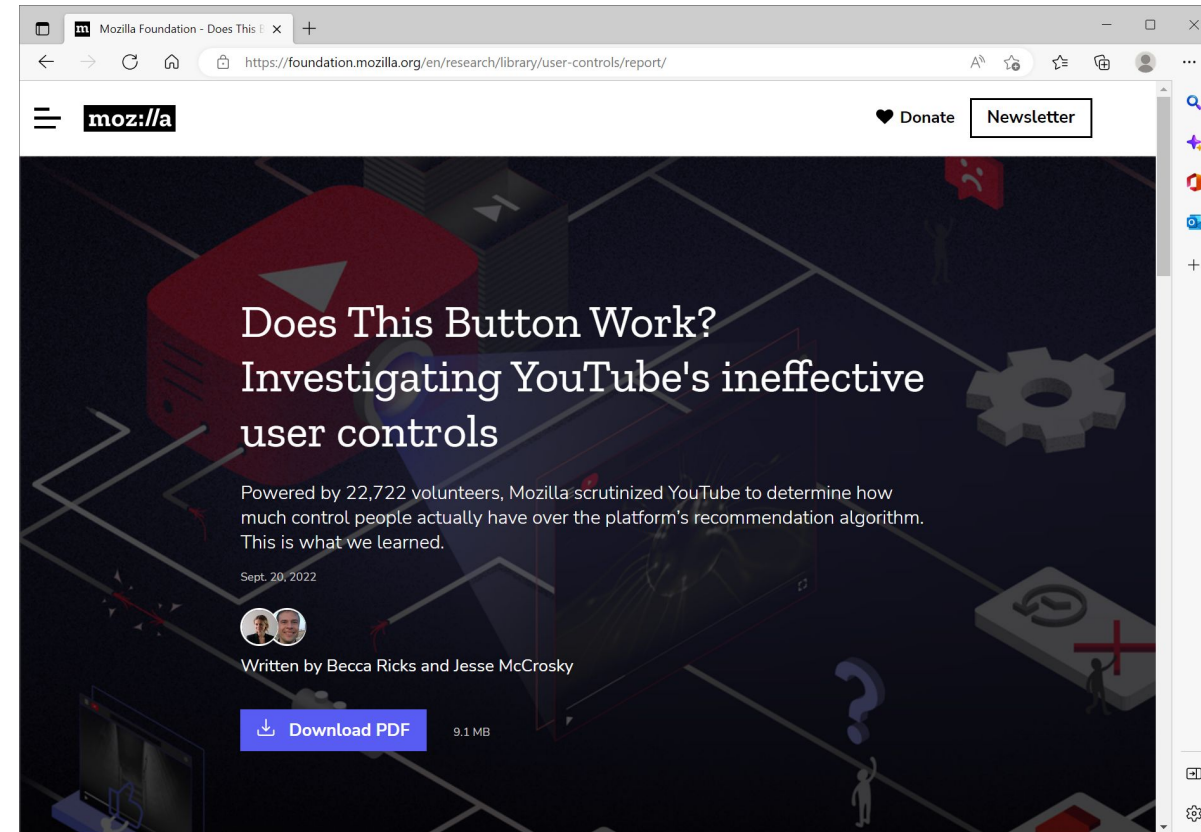 Mozilla Foundation - Does This B
https://foundation.mozilla.org/en/research/library/user-controls/report/
moz://a
Donate
Newsletter
Does This Button Work?
Investigating YouTube's ineffective
user controls
Powered by 22,722 volunteers, Mozilla scrutinized YouTube to determine how
much control people actually have over the platform's recommendation algorithm.
This is what we learned.
Sept. 20, 2022
Written by Becca Ricks and Jesse McCrosky
Download PDF
9.1 MB